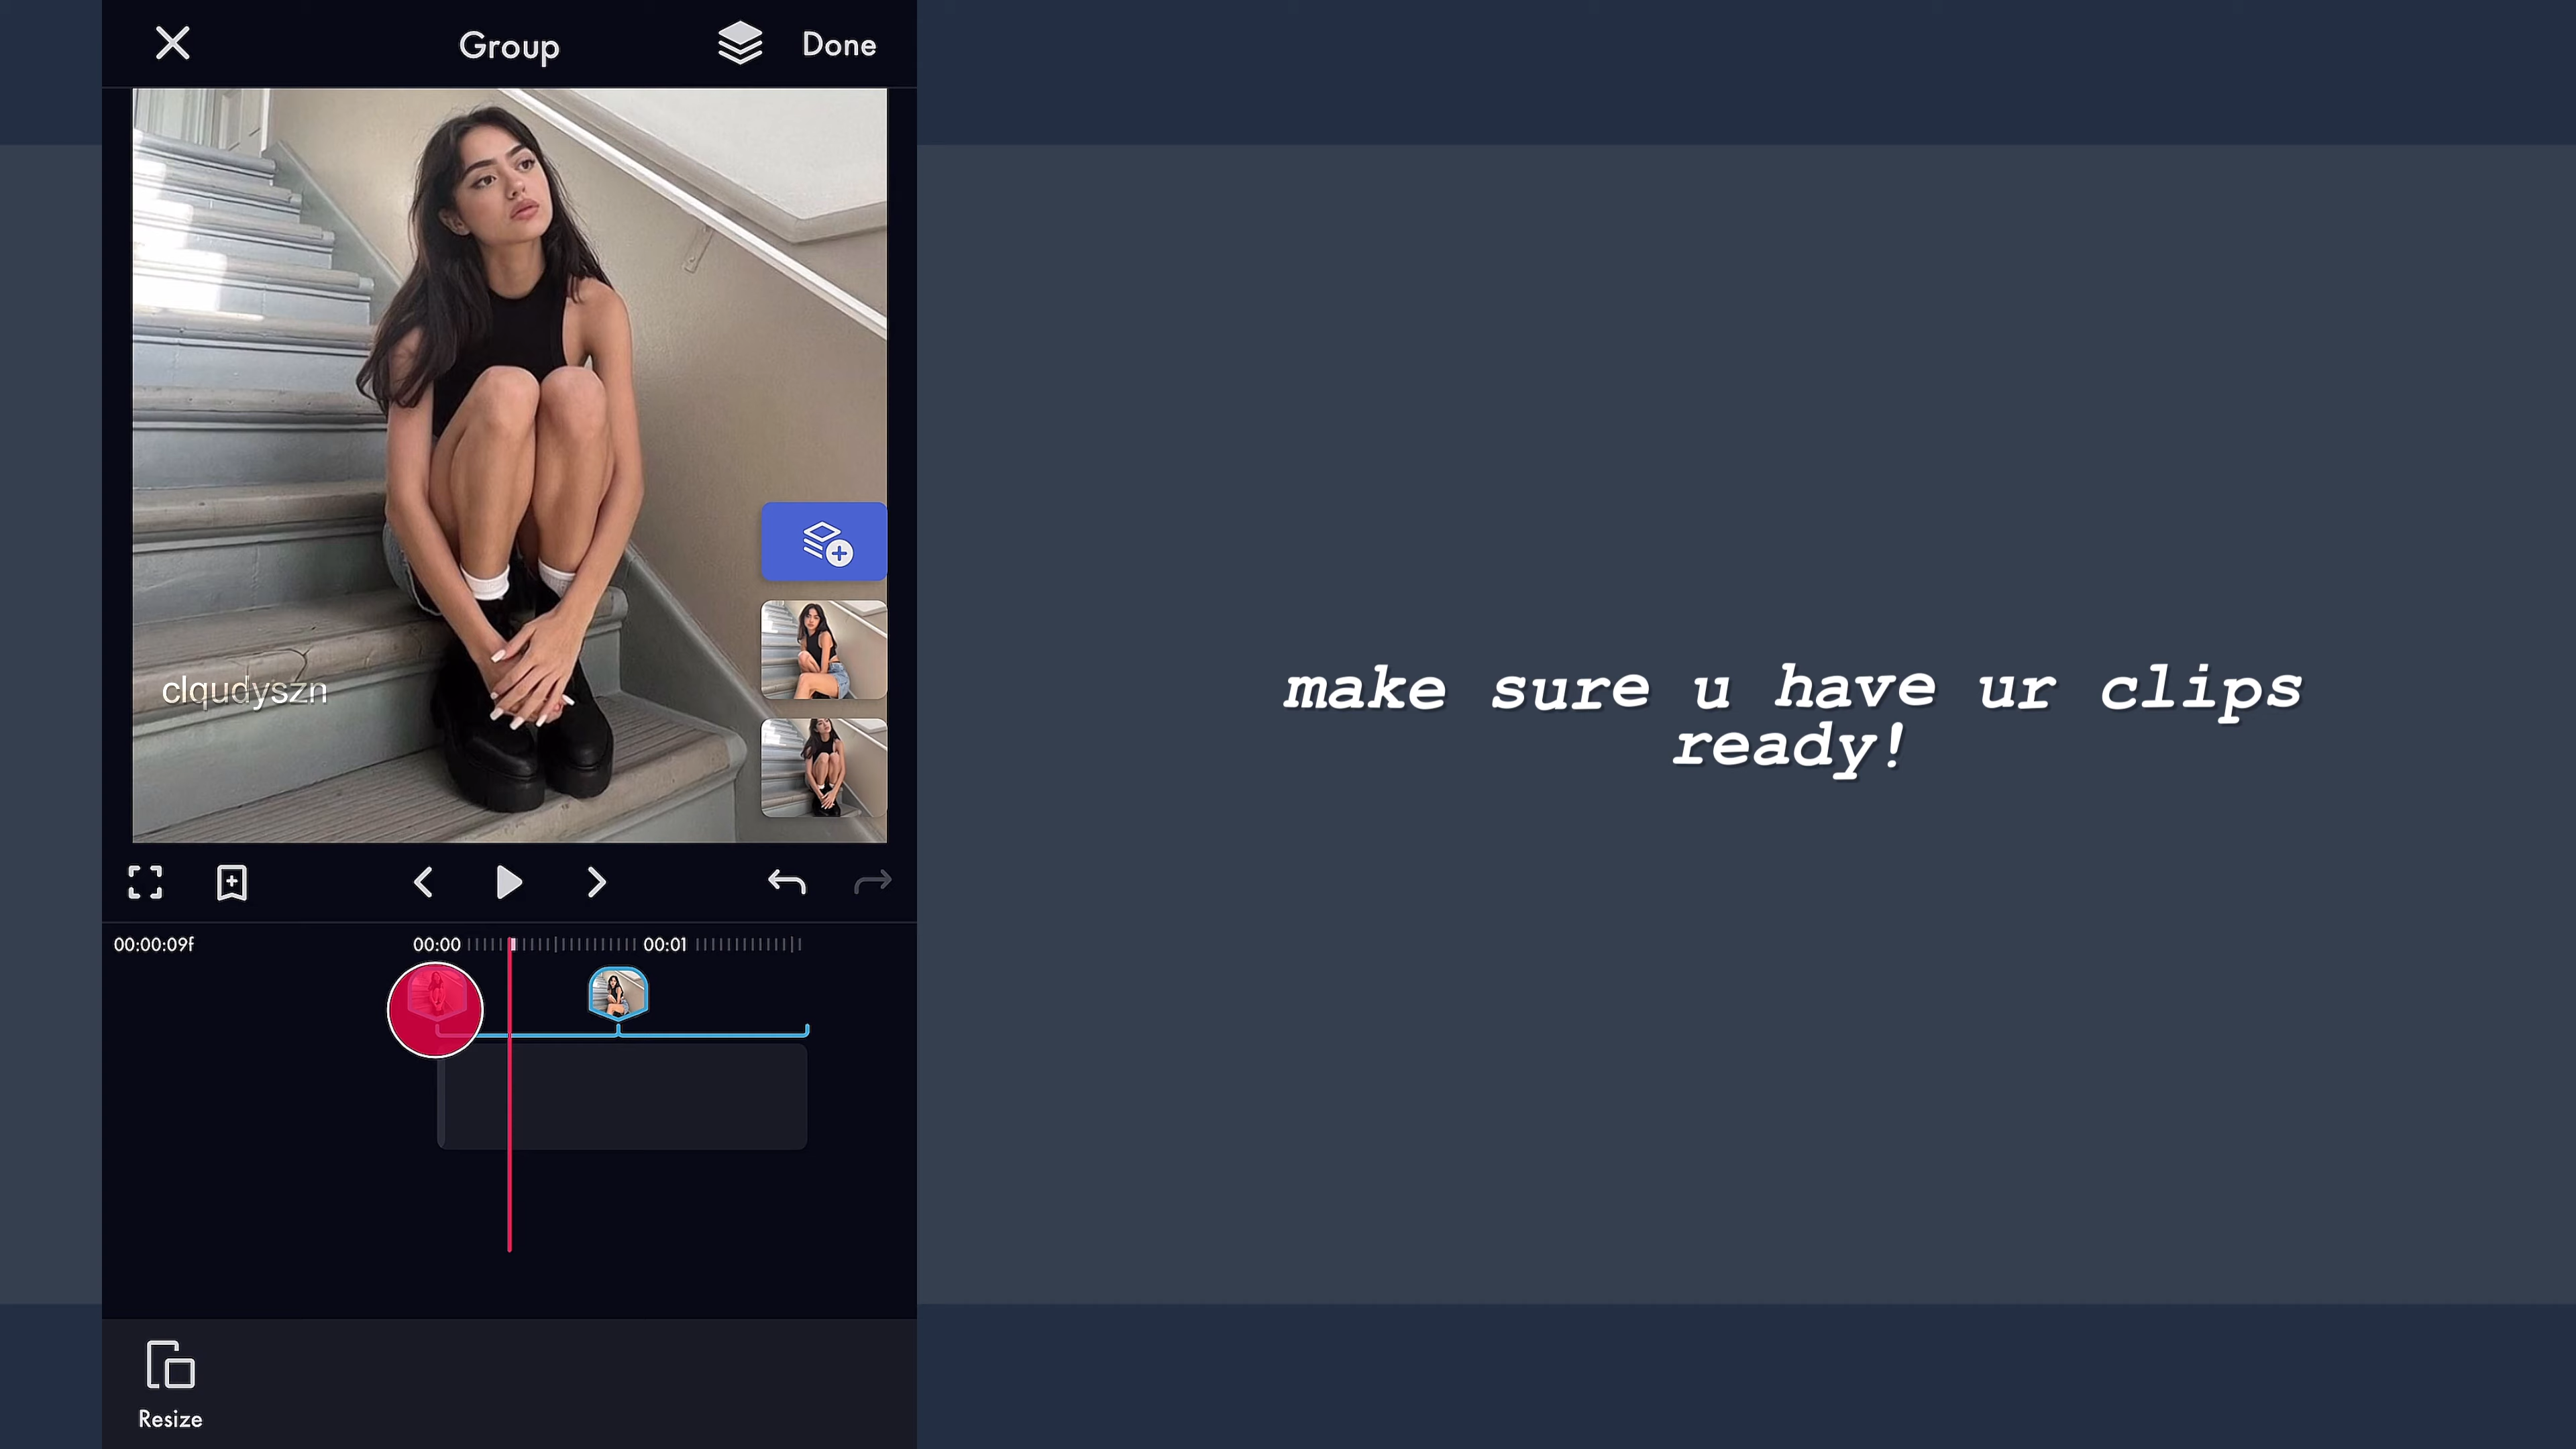 Group
Done
clqudyszn
00:00:09f
00:00
00:01
Resize
make sure u have ur clips
ready!